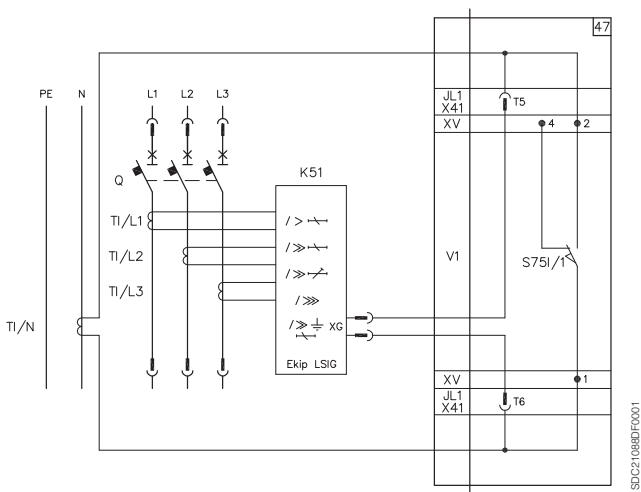 47
PE N L1 L2 L3
JL1 X41 T5
XV 4 2
K51
Q
TI/L1
TI/L2
TI/L3
TI/N
I>
I≫
I≫
I⋙
I≫ XG
Ekip LSIG
V1
S75I/1
XV 1
JL1 X41 T6
SDC21088DF0001